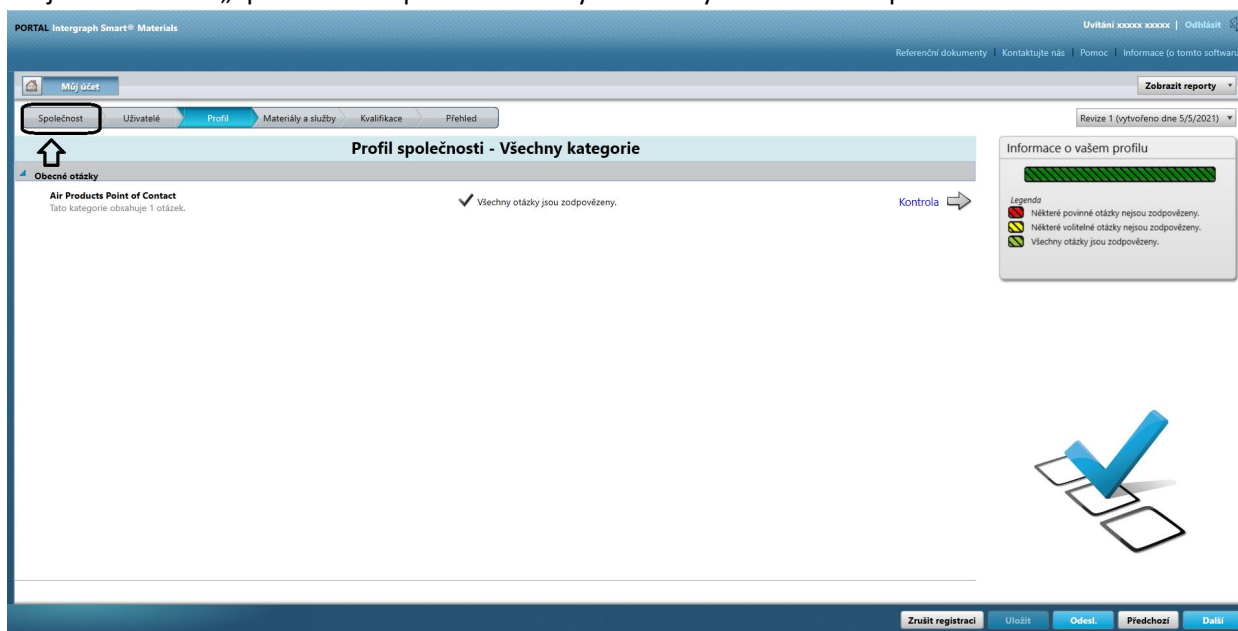 PORTAL Intergraph Smart® Materials
Uvítání xxxxx xxxxx | Odhlásit
Referenční dokumenty | Kontaktujte nás | Pomoc | Informace (o tomto softwaru
Můj účet
Zobrazit reporty
Společnost Uživatelé Profil Materiály a služby Kvalifikace Přehled
Revize 1 (vytvořeno dne 5/5/2021)
Profil společnosti - Všechny kategorie
Informace o vašem profilu
Obecné otázky
Air Products Point of Contact
Tato kategorie obsahuje 1 otázek.
Všechny otázky jsou zodpovězeny.
Kontrola
Legenda
Některé povinné otázky nejsou zodpovězeny.
Některé volitelné otázky nejsou zodpovězeny.
Všechny otázky jsou zodpovězeny.
Zrušit registraci Uložit Odesl. Předchozí Další